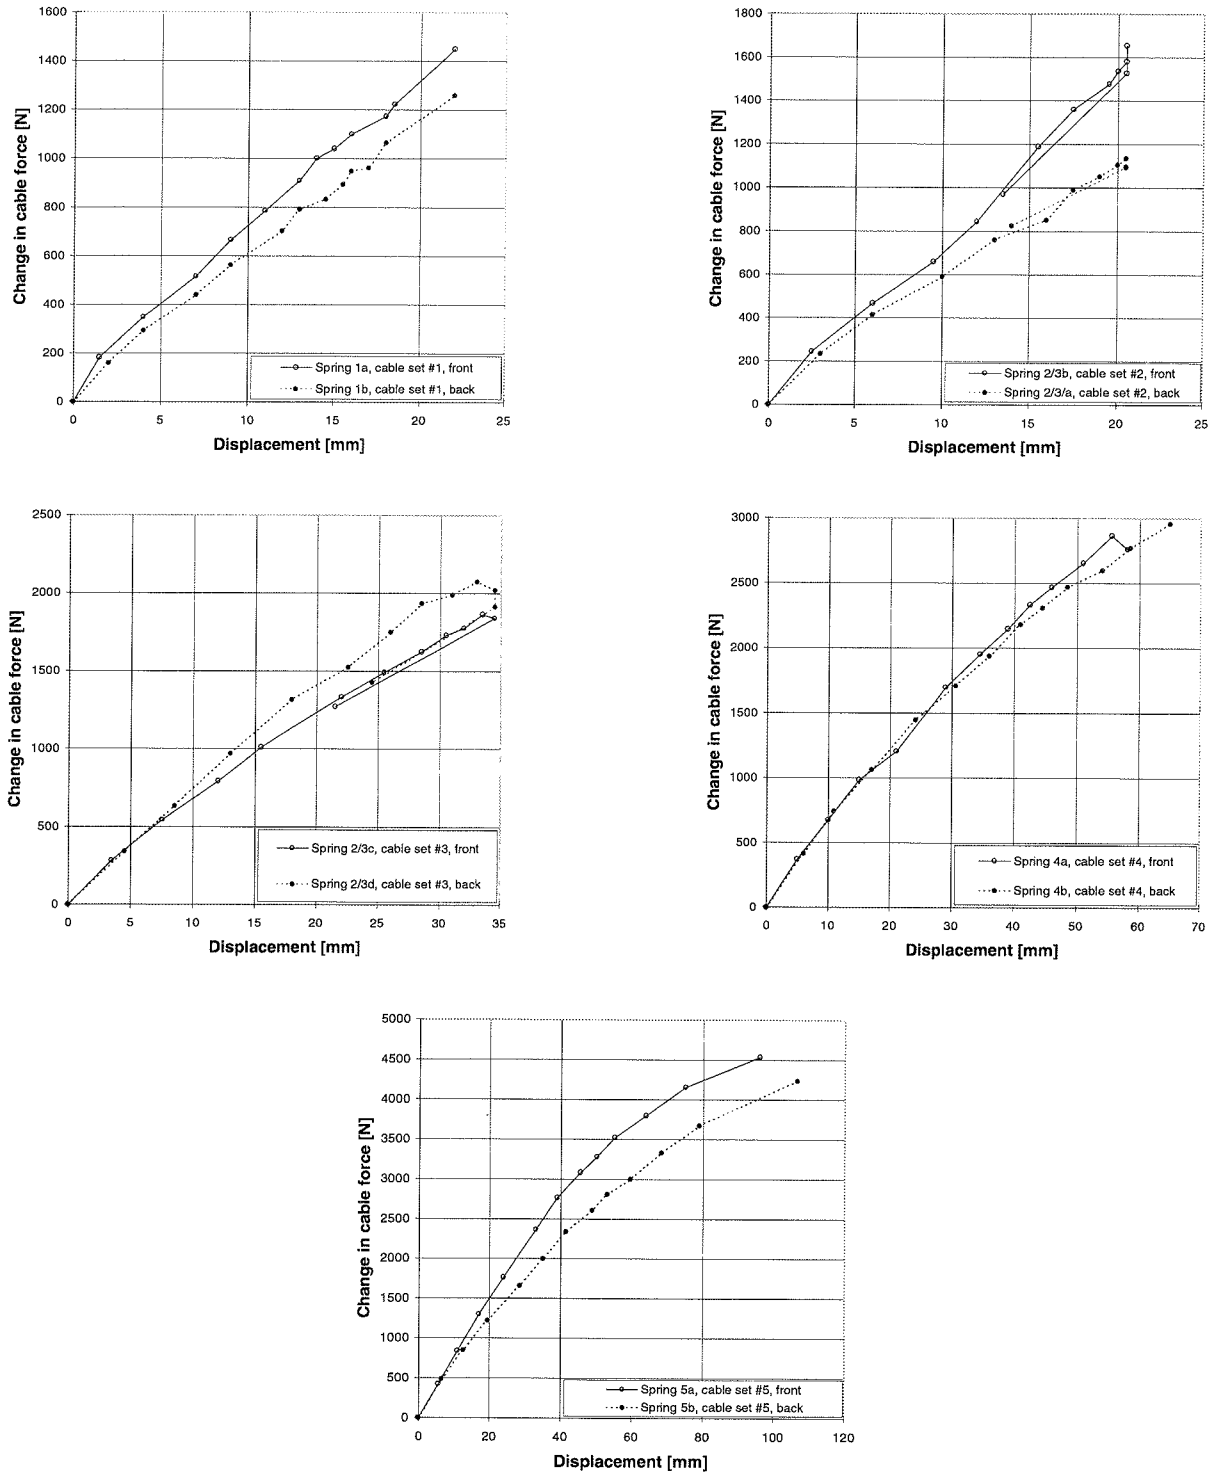 1600
1400
1200
1000
800
600
400
200
0
Change in cable force [N]
Spring 1a, cable set #1, front
Spring 1b, cable set #1, back
0 5 10 15 20 25
Displacement [mm]
1800
1600
1400
1200
1000
800
600
400
200
0
Change in cable force [N]
Spring 2/3b, cable set #2, front
Spring 2/3/a, cable set #2, back
0 5 10 15 20 25
Displacement [mm]
2500
2000
1500
1000
500
0
Change in cable force [N]
Spring 2/3c, cable set #3, front
Spring 2/3d, cable set #3, back
0 5 10 15 20 25 30 35
Displacement [mm]
3000
2500
2000
1500
1000
500
0
Change in cable force [N]
Spring 4a, cable set #4, front
Spring 4b, cable set #4, back
0 10 20 30 40 50 60 70
Displacement [mm]
5000
4500
4000
3500
3000
2500
2000
1500
1000
500
0
Change in cable force [N]
Spring 5a, cable set #5, front
Spring 5b, cable set #5, back
0 20 40 60 80 100 120
Displacement [mm]